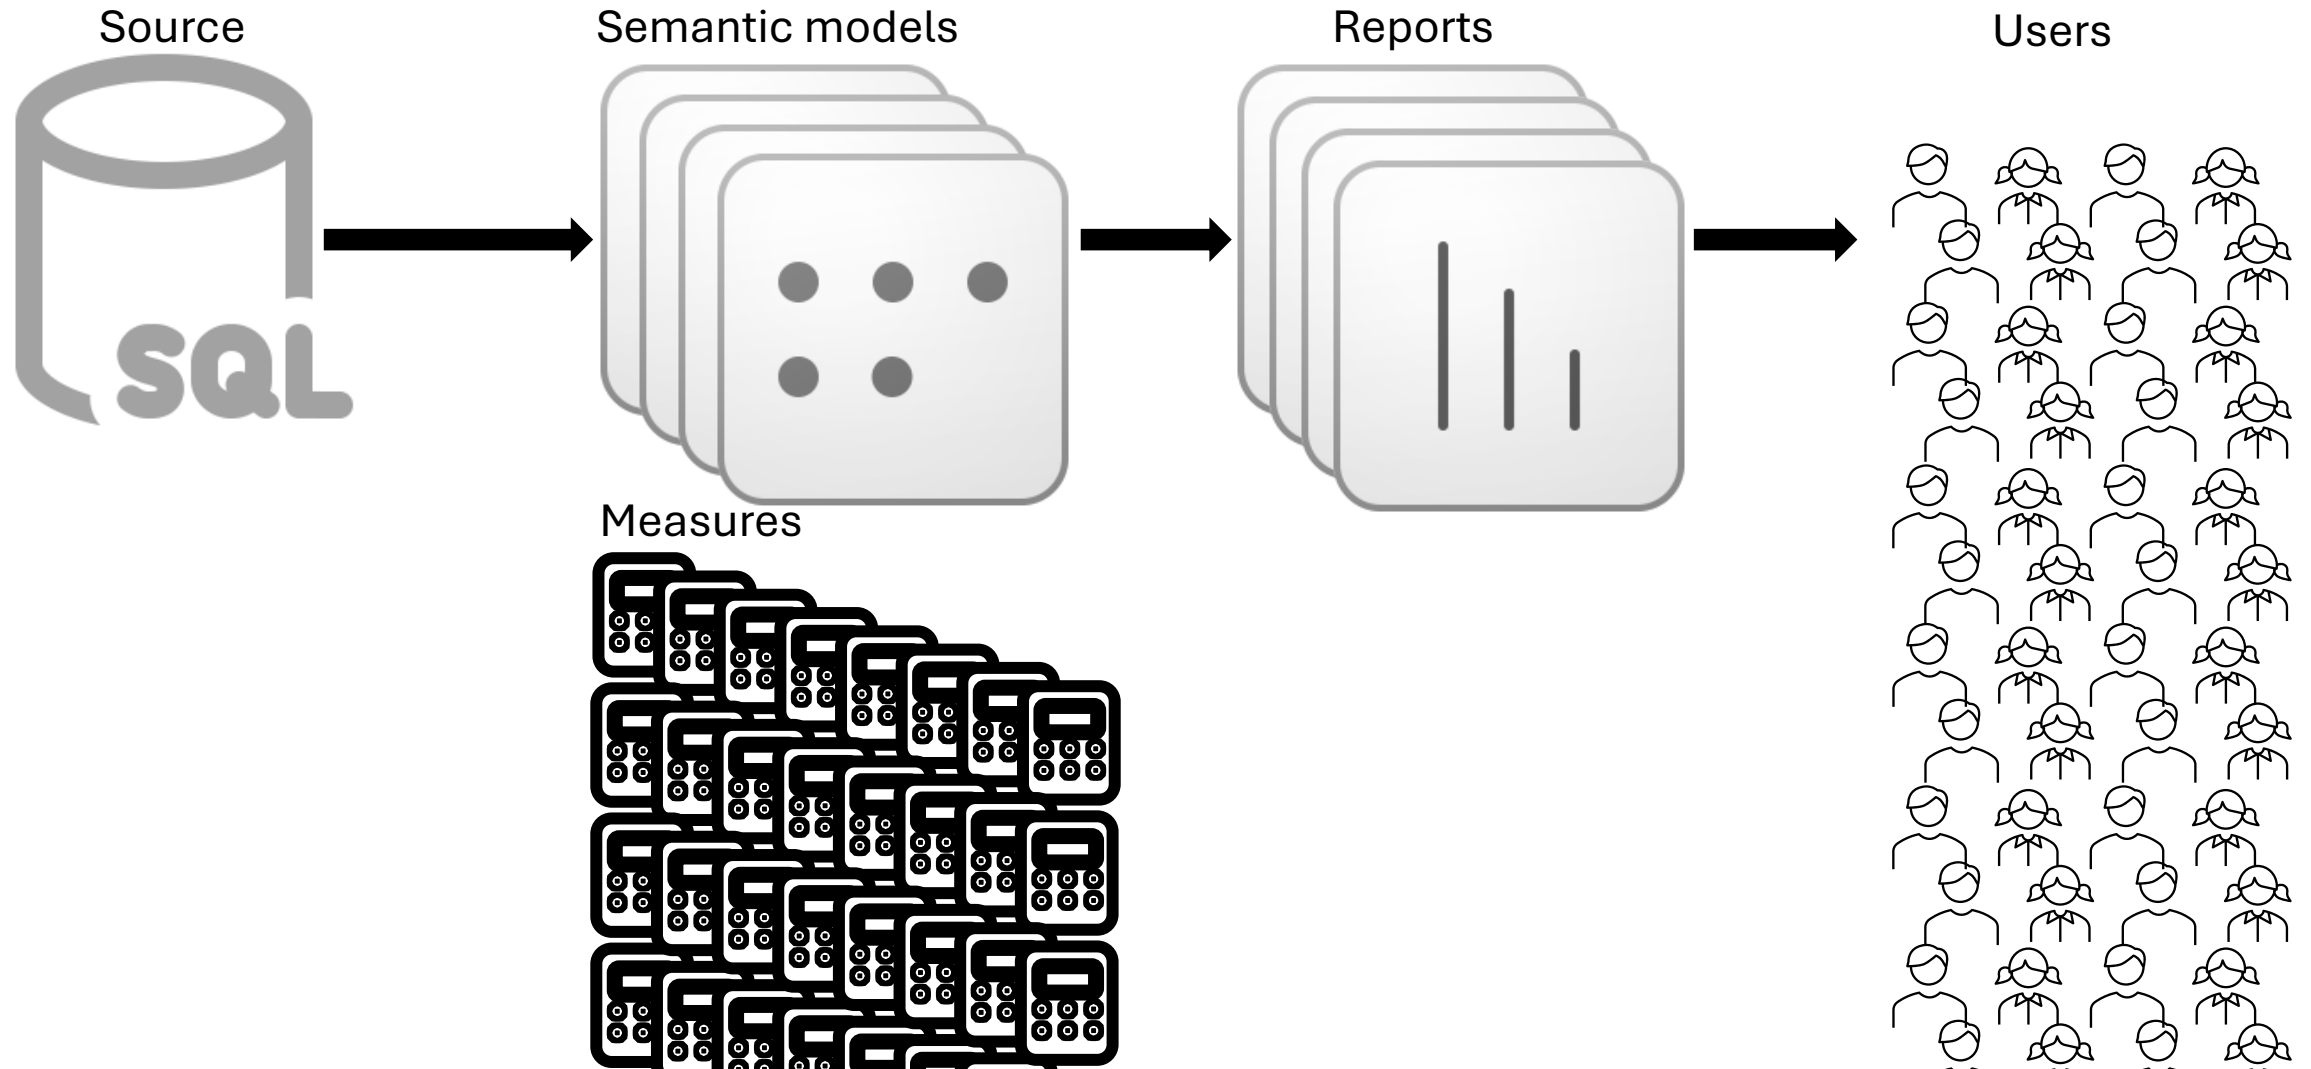 Source
Semantic models
Reports
Users
SQL
Measures